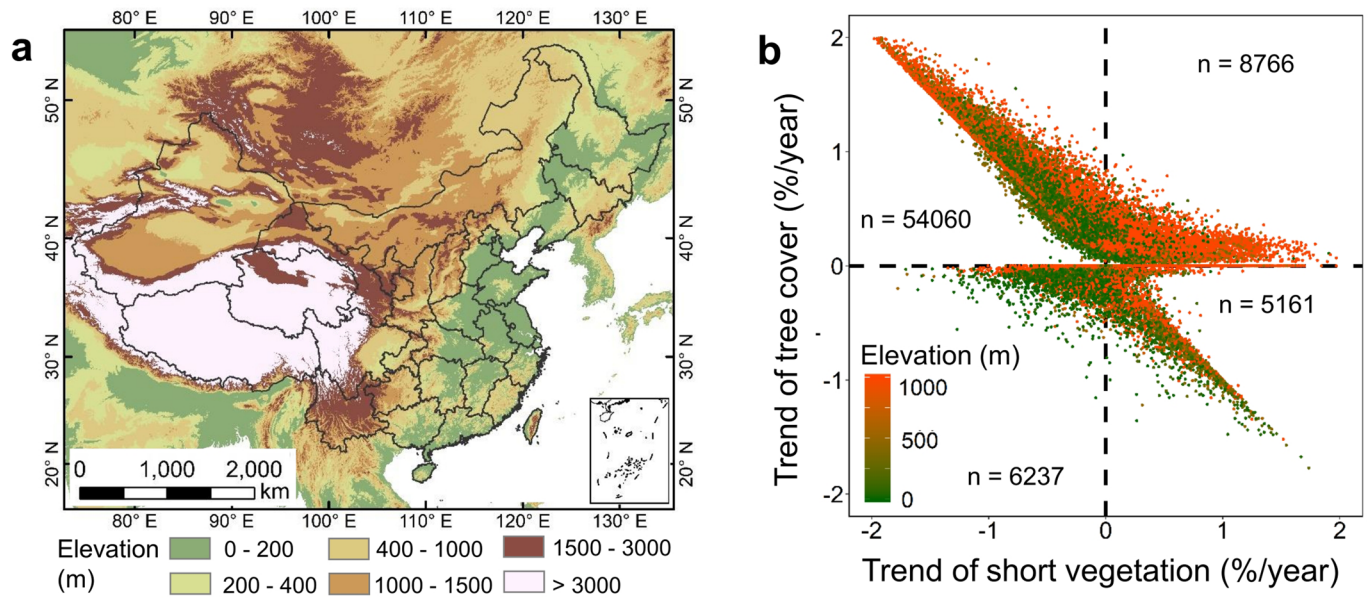 a
80° E 90° E 100° E 110° E 120° E 130° E
50° N 50° N
40° N 40° N
30° N 30° N
20° N 20° N
0 1,000 2,000
km
80° E 90° E 100° E 110° E 120° E 130° E
Elevation
(m)
0 - 200
400 - 1000
1500 - 3000
200 - 400
1000 - 1500
> 3000
b
Trend of tree cover (%/year)
2
1
0
-1
-2
n = 8766
n = 54060
n = 5161
n = 6237
Elevation (m)
1000
500
0
-2 -1 0 1 2
Trend of short vegetation (%/year)